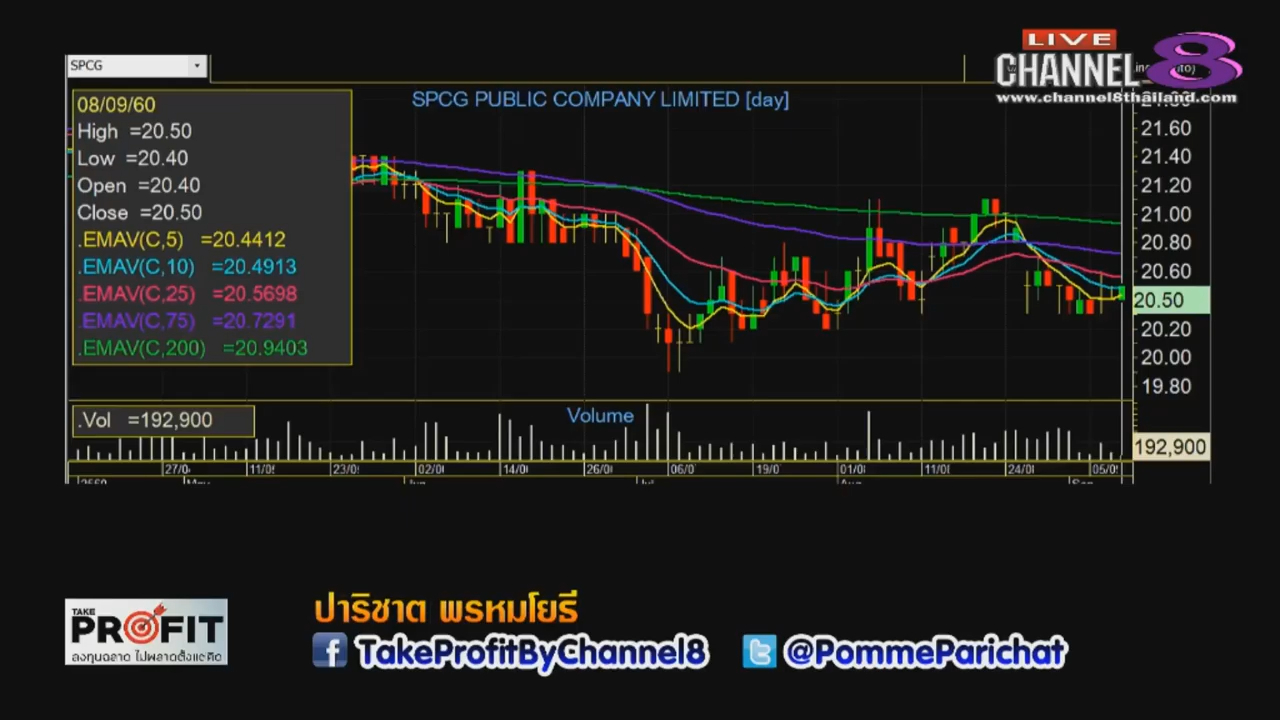 SPCG
LIVE
CHANNEL 8
www.channel8thailand.com
SPCG PUBLIC COMPANY LIMITED [day]
08/09/60
High =20.50
Low =20.40
Open =20.40
Close =20.50
.EMAV(C,5) =20.4412
.EMAV(C,10) =20.4913
.EMAV(C,25) =20.5698
.EMAV(C,75) =20.7291
.EMAV(C,200) =20.9403
21.60
21.40
21.20
21.00
20.80
20.60
20.50
20.20
20.00
19.80
.Vol =192,900
Volume
192,900
27/0 11/0 23/0 02/0 14/0 26/0 06/0 19/0 01/0 11/0 24/0 05/0
TAKE
PROFIT
ลงทุนฉลาด ไม่พลาดตั้งแต่คิด
ปาริชาต พรหมโยธี
f TakeProfitByChannel8
t @PommeParichat